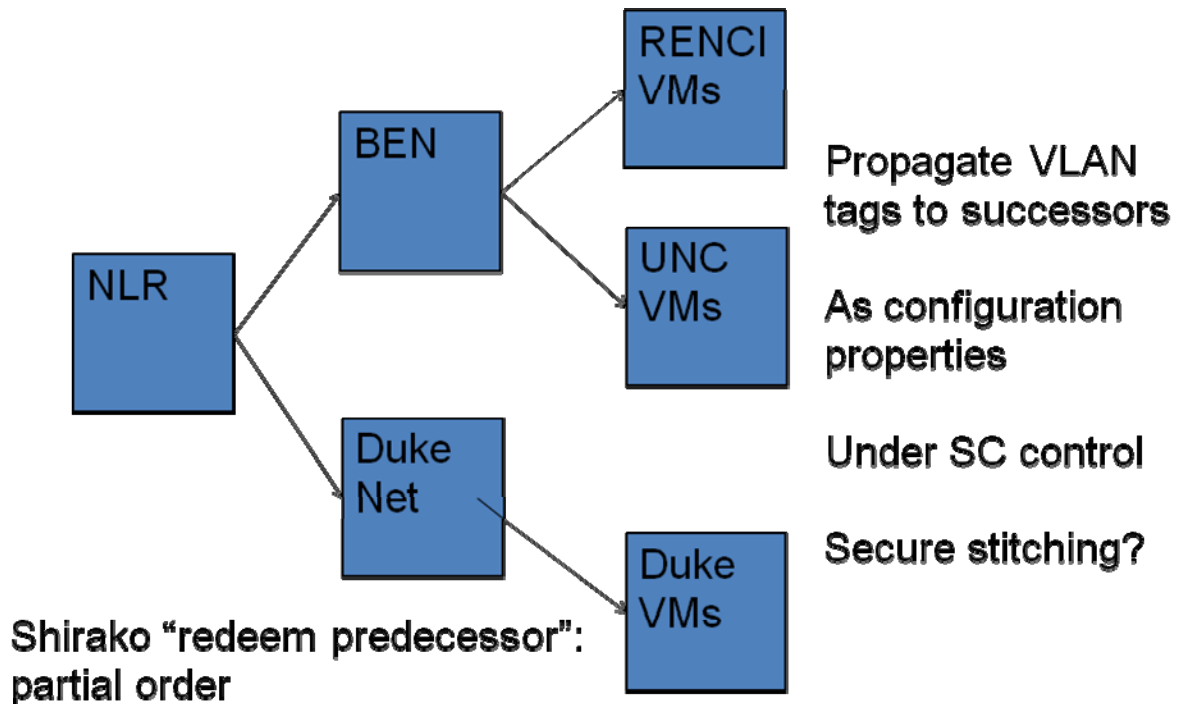 RENCI
VMs
BEN
Propagate VLAN
tags to successors
UNC
VMs
NLR
As configuration
properties
Duke
Net
Under SC control
Secure stitching?
Duke
VMs
Shirako “redeem predecessor”:
partial order